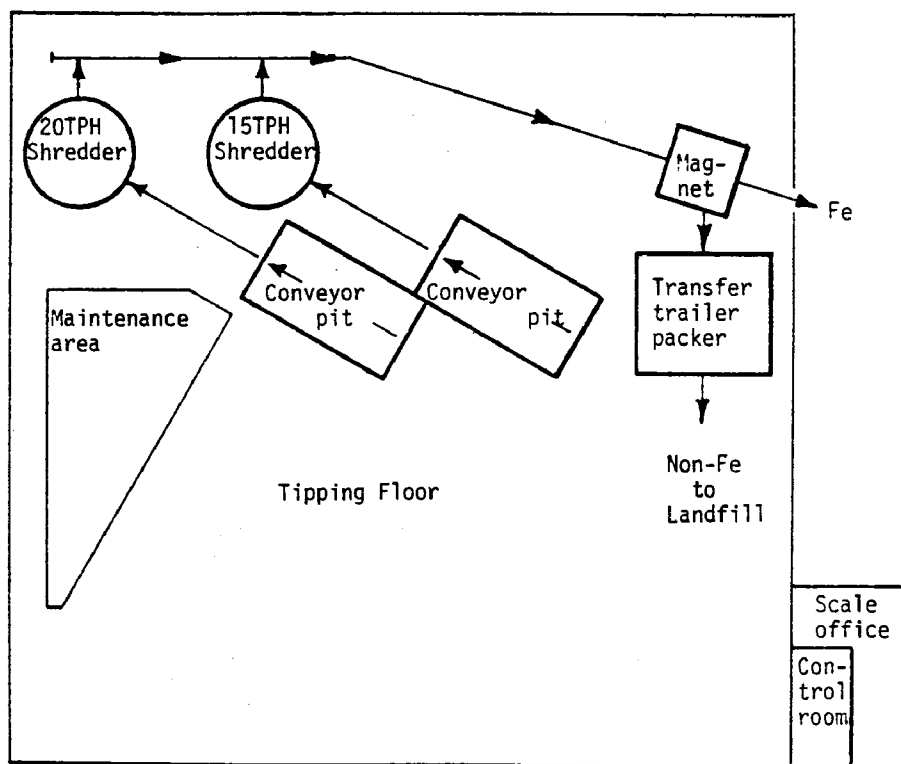 20TPH
Shredder
15TPH
Shredder
Mag-
net
Fe
Conveyor
pit
Conveyor
pit
Transfer
trailer
packer
Maintenance
area
Non-Fe
to
Landfill
Tipping Floor
Scale
office
Con-
trol
room